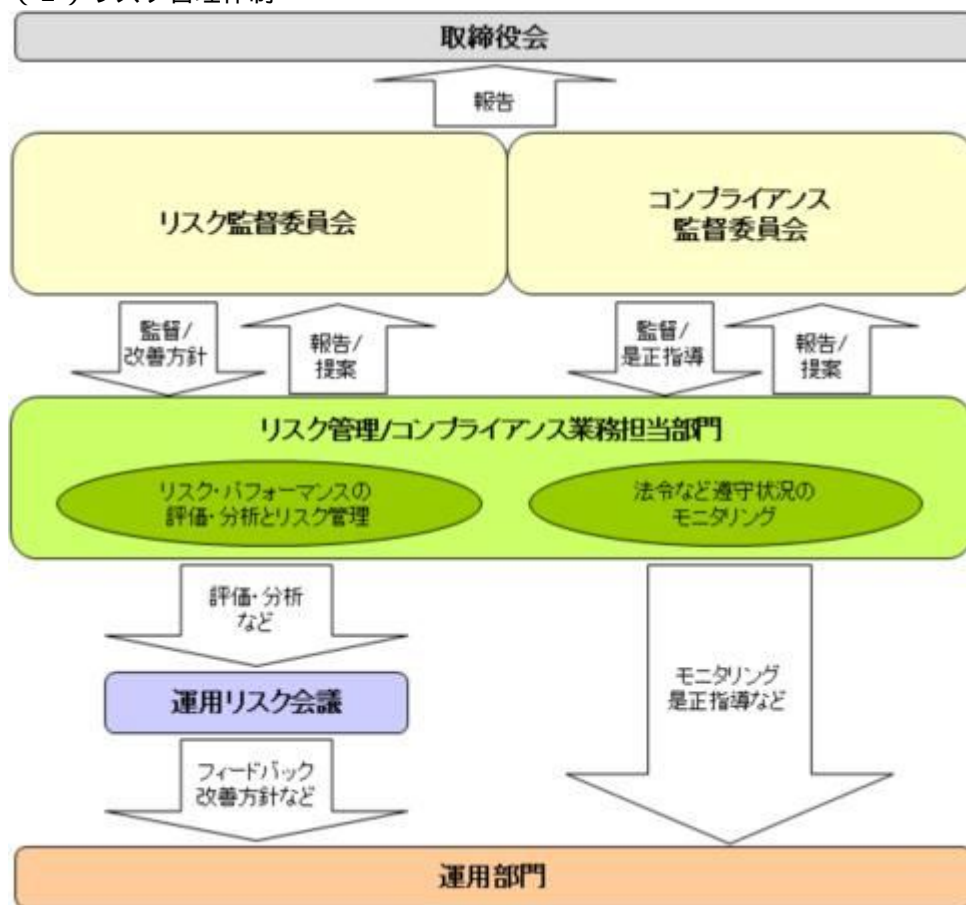 取締役会
報告
リスク監督委員会
コンプライアンス
監督委員会
監督/
改善方針
報告/
提案
監督/
是正指導
報告/
提案
リスク管理/コンプライアンス業務担当部門
リスク・パフォーマンスの
評価・分析とリスク管理
法令など遵守状況の
モニタリング
評価・分析
など
運用リスク会議
モニタリング
是正指導など
フィードバック
改善方針など
運用部門